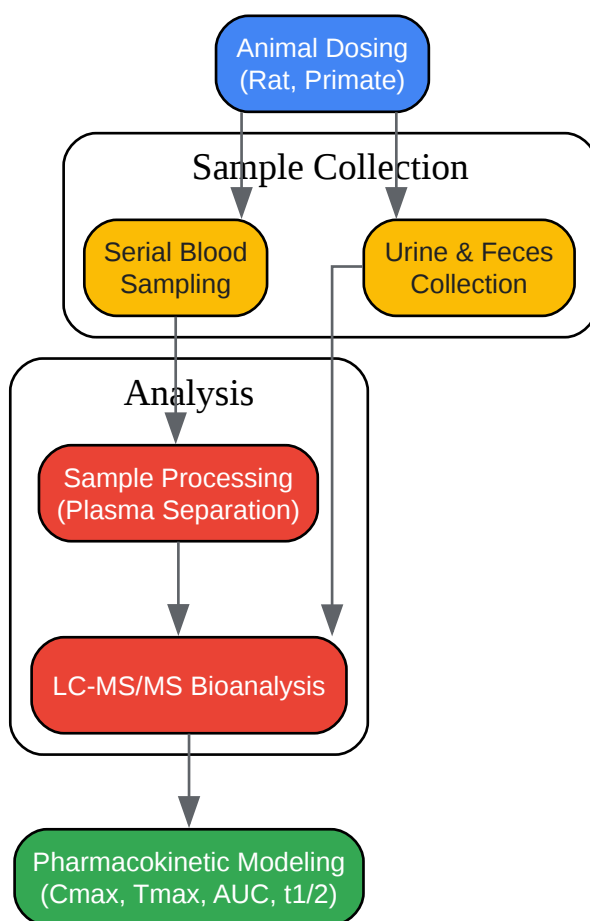 Animal Dosing
(Rat, Primate)
Sample Collection
Serial Blood
Sampling
Urine & Feces
Collection
Analysis
Sample Processing
(Plasma Separation)
LC-MS/MS Bioanalysis
Pharmacokinetic Modeling
(Cmax, Tmax, AUC, t1/2)